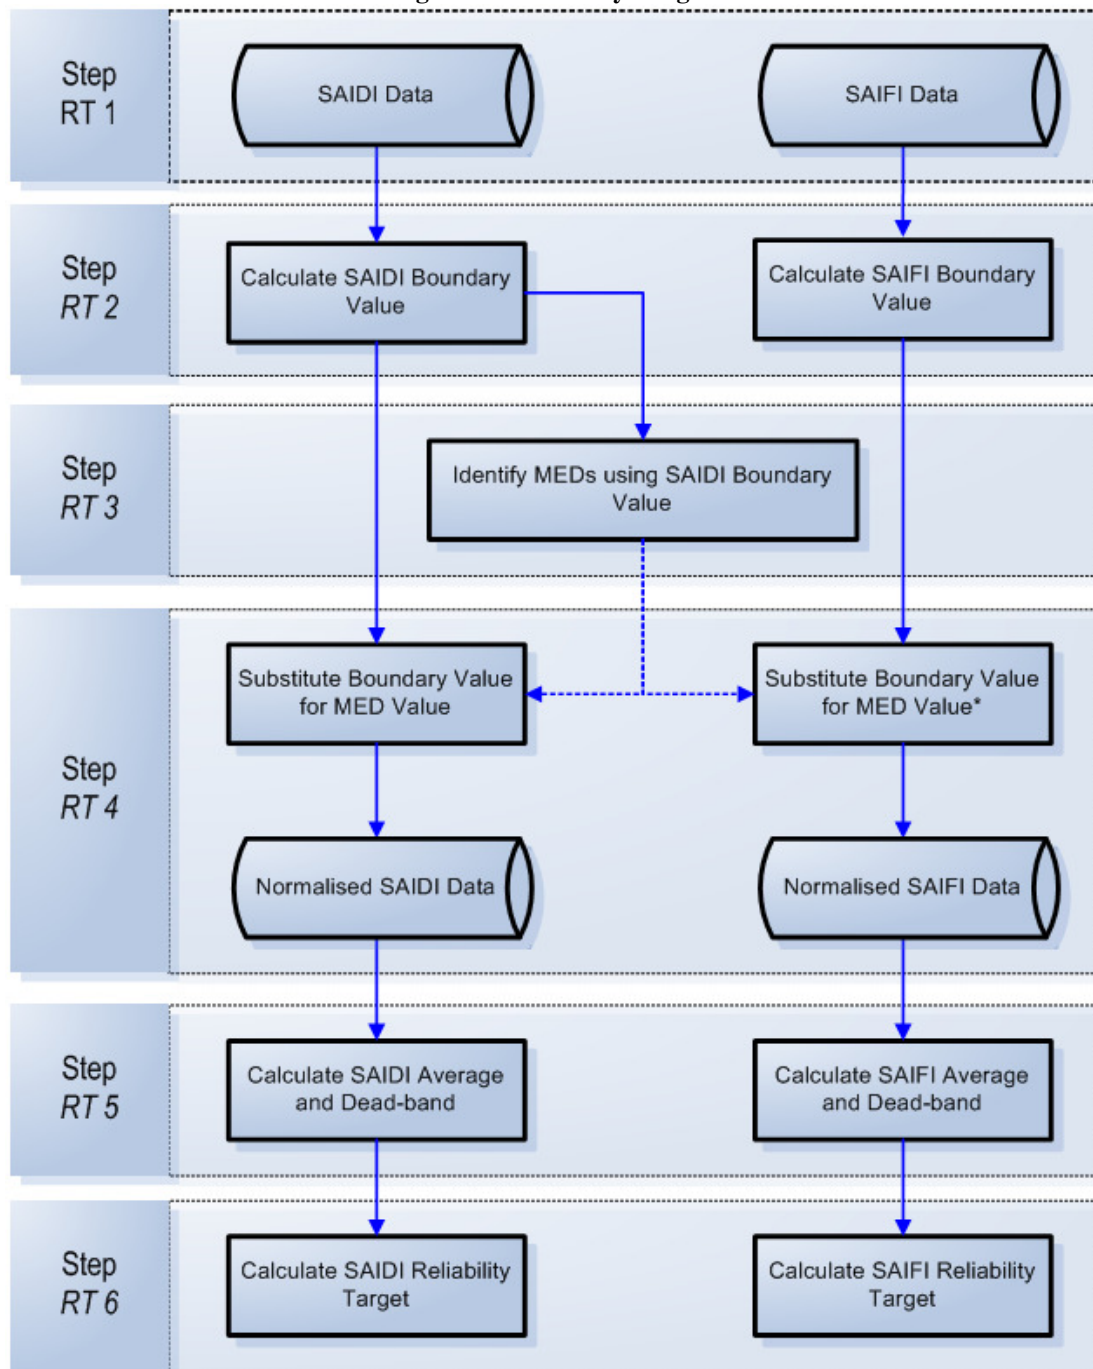 Step
RT 1
SAIDI Data
SAIFI Data
Step
RT 2
Calculate SAIDI Boundary
Value
Calculate SAIFI Boundary
Value
Step
RT 3
Identify MEDs using SAIDI Boundary
Value
Step
RT 4
Substitute Boundary Value
for MED Value
Substitute Boundary Value
for MED Value*
Normalised SAIDI Data
Normalised SAIFI Data
Step
RT 5
Calculate SAIDI Average
and Dead-band
Calculate SAIFI Average
and Dead-band
Step
RT 6
Calculate SAIDI Reliability
Target
Calculate SAIFI Reliability
Target